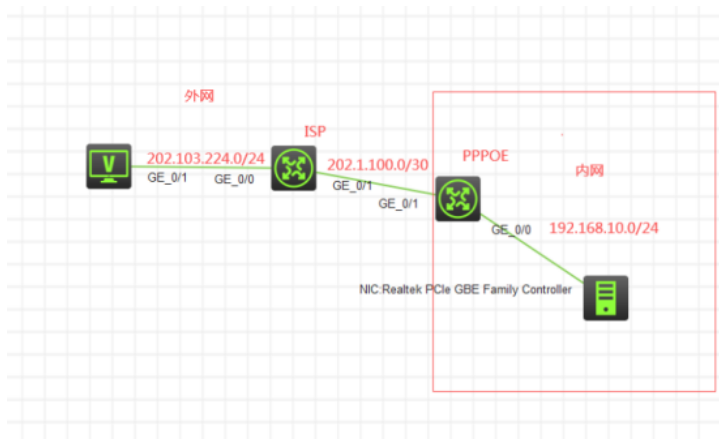 外网
ISP
202.103.224.0/24
GE_0/1
GE_0/0
202.1.100.0/30
GE_0/1
GE_0/1
PPPOE
内网
GE_0/0
192.168.10.0/24
NIC:Realtek PCIe GBE Family Controller
V